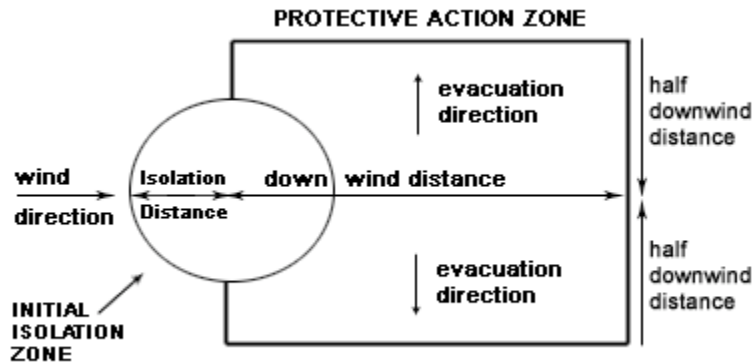 PROTECTIVE ACTION ZONE
evacuation
direction
half
downwind
distance
wind
direction
Isolation
Distance
down wind distance
evacuation
direction
half
downwind
distance
INITIAL
ISOLATION
ZONE